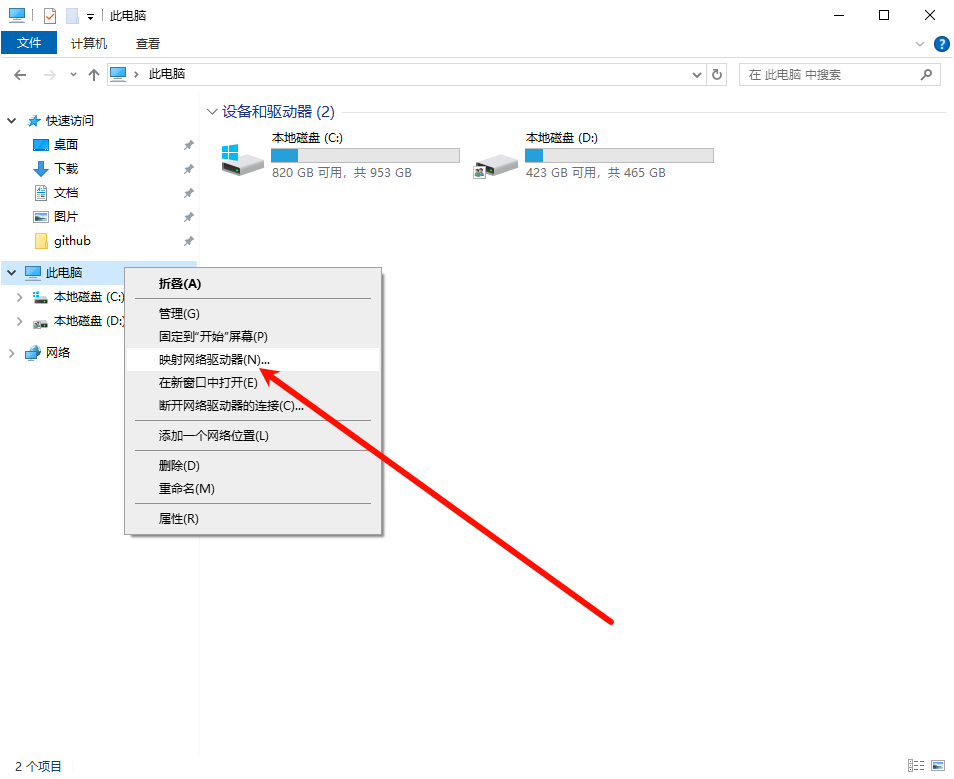 此电脑
文件 计算机 查看 ?
此电脑 在 此电脑 中搜索
快速访问
桌面
下载
文档
图片
github
此电脑
本地磁盘 (C:)
本地磁盘 (D:)
网络
设备和驱动器 (2)
本地磁盘 (C:)
820 GB 可用，共 953 GB
本地磁盘 (D:)
423 GB 可用，共 465 GB
折叠(A)
管理(G)
固定到"开始"屏幕(P)
映射网络驱动器(N)...
在新窗口中打开(E)
断开网络驱动器的连接(C)...
添加一个网络位置(L)
删除(D)
重命名(M)
属性(R)
2 个项目